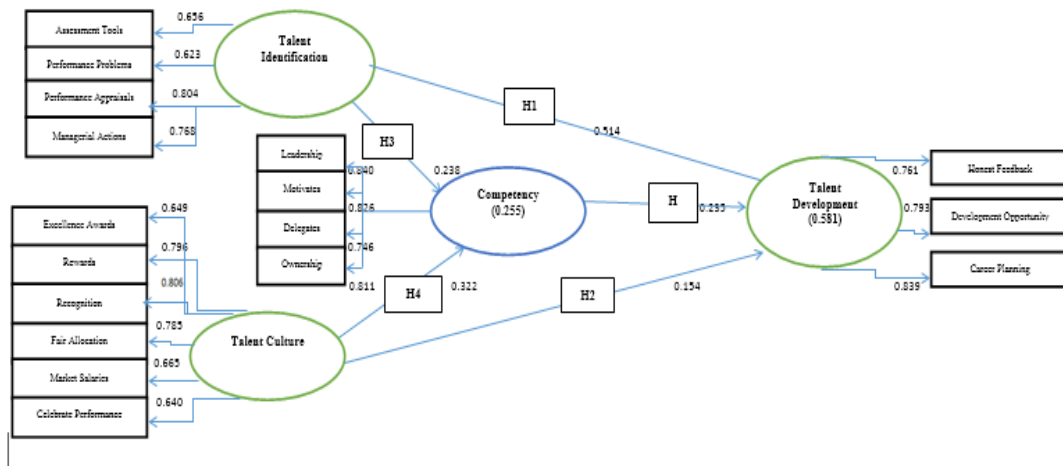 Assessment Tools
Performance Problems
Performance Appraisals
Managerial Actions
0.656
0.623
0.804
0.768
Talent
Identification
H1
0.514
H3
0.238
Leadership
Motivates
Delegates
Ownership
0.840
0.826
0.746
0.811
Competency
(0.255)
H
0.235
Talent
Development
(0.581)
0.761
0.793
0.839
Honest Feedback
Development Opportunity
Career Planning
Excellence Awards
Rewards
Recognition
Fair Allocation
Market Salaries
Celebrate Performance
0.649
0.796
0.806
0.785
0.665
0.640
Talent Culture
H4
0.322
H2
0.154